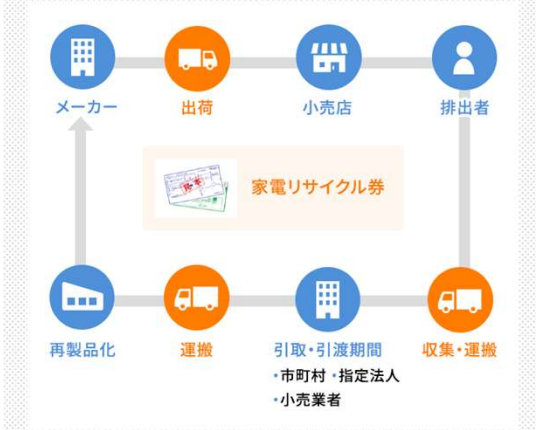 メーカー
出荷
小売店
排出者
家電リサイクル券
再製品化
運搬
引取・引渡期間
収集・運搬
・市町村 ・指定法人
・小売業者